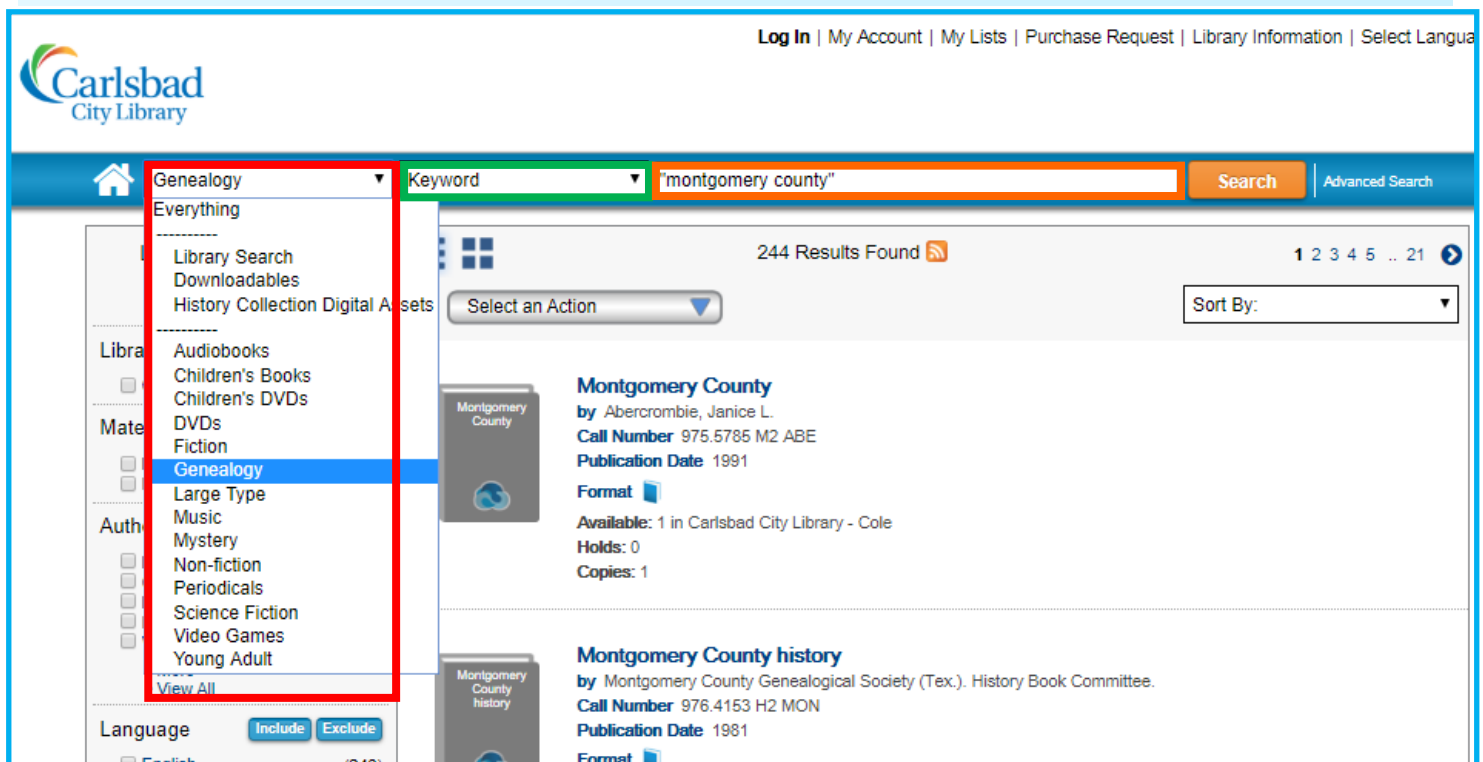 Log In | My Account | My Lists | Purchase Request | Library Information | Select Langua
Carlsbad
City Library
Genealogy
Keyword
"montgomery county"
Search
Advanced Search
Everything
----------
Library Search
Downloadables
History Collection Digital Assets
----------
Audiobooks
Children's Books
Children's DVDs
DVDs
Fiction
Genealogy
Large Type
Music
Mystery
Non-fiction
Periodicals
Science Fiction
Video Games
Young Adult
View All
Libra
Mate
Auth
Language
Include
Exclude
English
244 Results Found
1 2 3 4 5 .. 21
Select an Action
Sort By:
Montgomery
County
Montgomery County
by Abercrombie, Janice L.
Call Number 975.5785 M2 ABE
Publication Date 1991
Format
Available: 1 in Carlsbad City Library - Cole
Holds: 0
Copies: 1
Montgomery
County
history
Montgomery County history
by Montgomery County Genealogical Society (Tex.). History Book Committee.
Call Number 976.4153 H2 MON
Publication Date 1981
Format